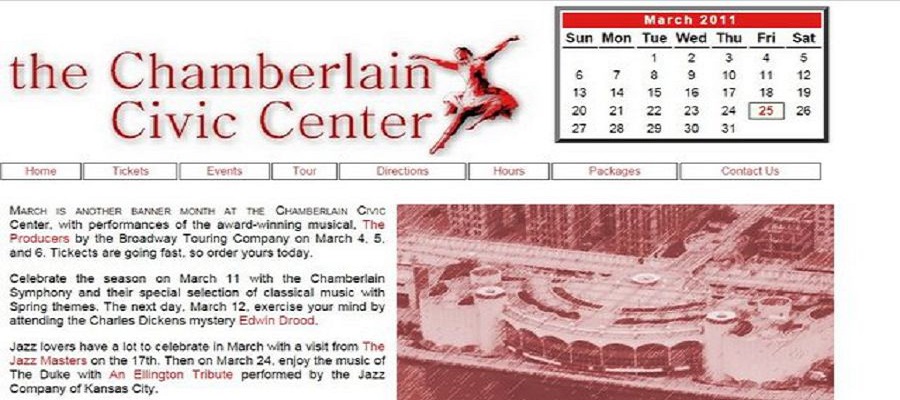 the Chamberlain
Civic Center
March 2011
Sun Mon Tue Wed Thu Fri Sat
1 2 3 4 5
6 7 8 9 10 11 12
13 14 15 16 17 18 19
20 21 22 23 24 25 26
27 28 29 30 31
Home Tickets Events Tour Directions Hours Packages Contact Us
MARCH IS ANOTHER BANNER MONTH AT THE CHAMBERLAIN CIVIC
Center, with performances of the award-winning musical, The
Producers by the Broadway Touring Company on March 4, 5,
and 6. Tickects are going fast, so order yours today.
Celebrate the season on March 11 with the Chamberlain
Symphony and their special selection of classical music with
Spring themes. The next day, March 12, exercise your mind by
attending the Charles Dickens mystery Edwin Drood.
Jazz lovers have a lot to celebrate in March with a visit from The
Jazz Masters on the 17th. Then on March 24, enjoy the music of
The Duke with An Ellington Tribute performed by the Jazz
Company of Kansas City.